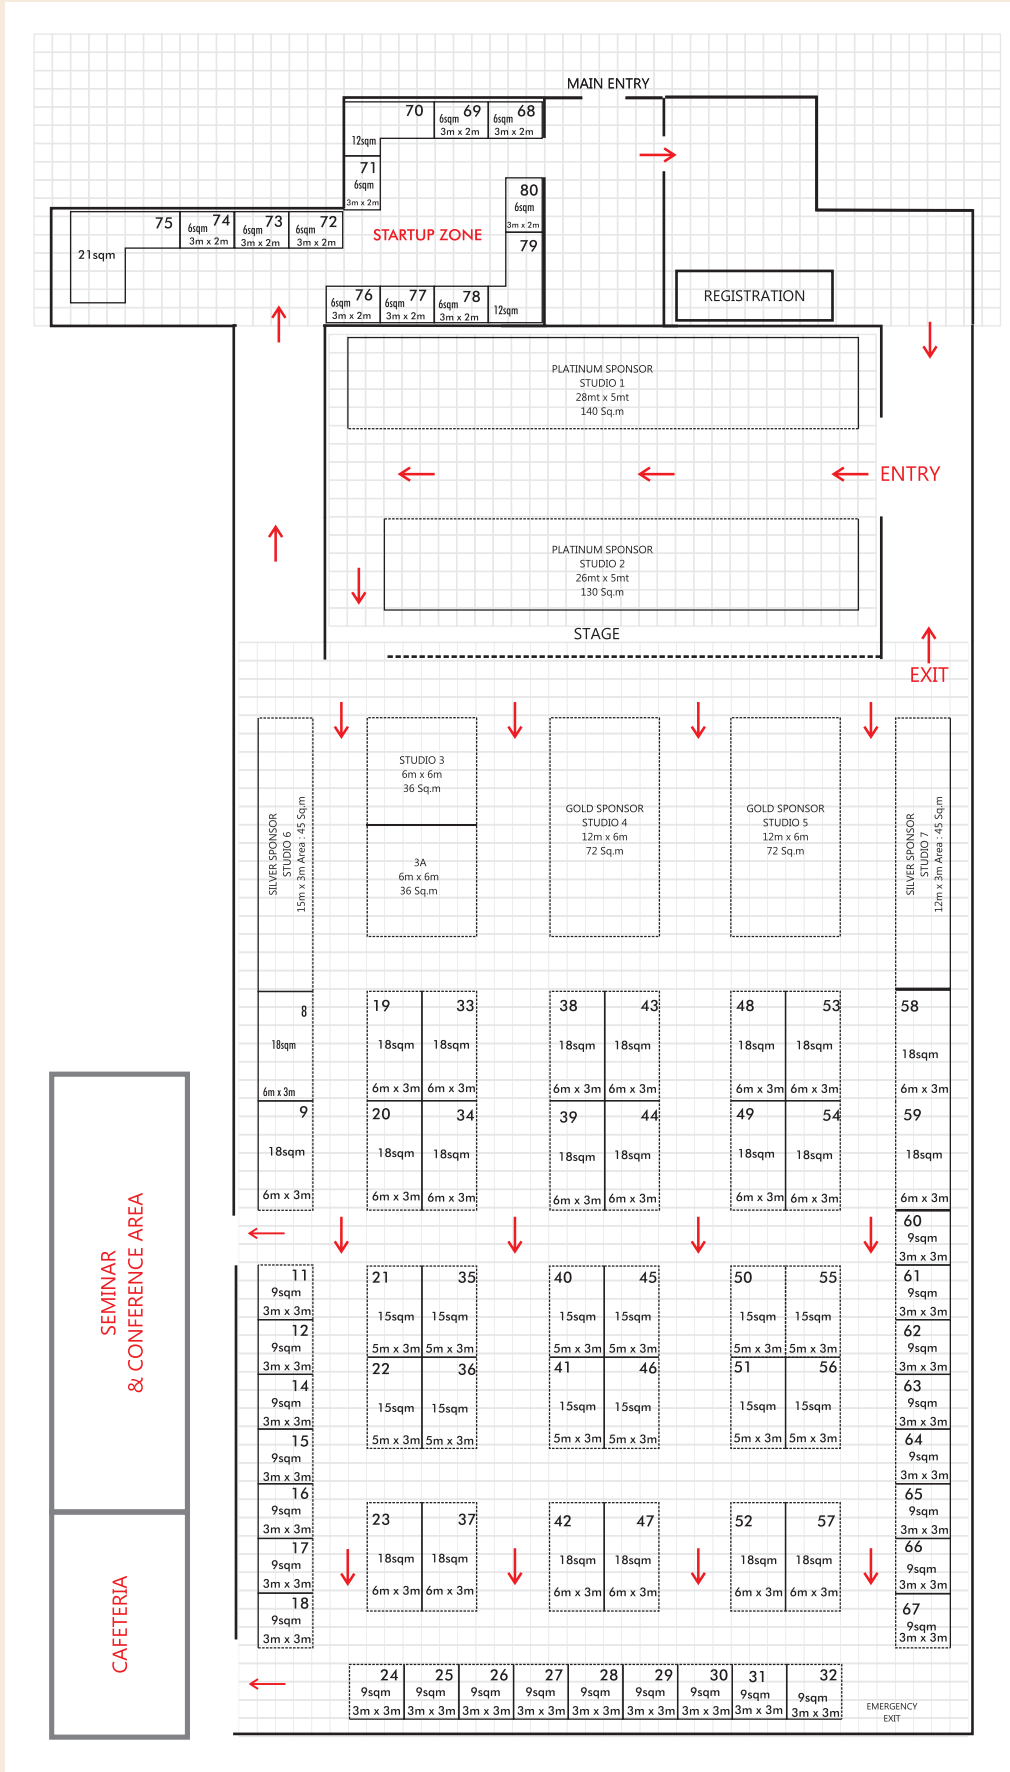 MAIN ENTRY
70
12sqm
69
6sqm
3m x 2m
68
6sqm
3m x 2m
71
6sqm
3m x 2m
80
6sqm
3m x 2m
79
12sqm
75
21sqm
74
6sqm
3m x 2m
73
6sqm
3m x 2m
72
6sqm
3m x 2m
STARTUP ZONE
76
6sqm
3m x 2m
77
6sqm
3m x 2m
78
6sqm
3m x 2m
REGISTRATION
PLATINUM SPONSOR
STUDIO 1
28mt x 5mt
140 Sq.m
ENTRY
PLATINUM SPONSOR
STUDIO 2
26mt x 5mt
130 Sq.m
STAGE
EXIT
SILVER SPONSOR
STUDIO 6
15m x 3m Area : 45 Sq.m
STUDIO 3
6m x 6m
36 Sq.m
3A
6m x 6m
36 Sq.m
GOLD SPONSOR
STUDIO 4
12m x 6m
72 Sq.m
GOLD SPONSOR
STUDIO 5
12m x 6m
72 Sq.m
SILVER SPONSOR
STUDIO 7
12m x 3m Area : 45 Sq.m
8
18sqm
6m x 3m
19
18sqm
6m x 3m
33
18sqm
6m x 3m
38
18sqm
6m x 3m
43
18sqm
6m x 3m
48
18sqm
6m x 3m
53
18sqm
6m x 3m
58
18sqm
6m x 3m
9
18sqm
6m x 3m
20
18sqm
6m x 3m
34
18sqm
6m x 3m
39
18sqm
6m x 3m
44
18sqm
6m x 3m
49
18sqm
6m x 3m
54
18sqm
6m x 3m
59
18sqm
6m x 3m
60
9sqm
3m x 3m
SEMINAR
& CONFERENCE AREA
11
9sqm
3m x 3m
12
9sqm
3m x 3m
14
9sqm
3m x 3m
15
9sqm
3m x 3m
16
9sqm
3m x 3m
17
9sqm
3m x 3m
18
9sqm
3m x 3m
21
15sqm
5m x 3m
35
15sqm
5m x 3m
40
15sqm
5m x 3m
45
15sqm
5m x 3m
50
15sqm
5m x 3m
55
15sqm
5m x 3m
22
15sqm
5m x 3m
36
15sqm
5m x 3m
41
15sqm
5m x 3m
46
15sqm
5m x 3m
51
15sqm
5m x 3m
56
15sqm
5m x 3m
61
9sqm
3m x 3m
62
9sqm
3m x 3m
63
9sqm
3m x 3m
64
9sqm
3m x 3m
65
9sqm
3m x 3m
66
9sqm
3m x 3m
67
9sqm
3m x 3m
23
18sqm
6m x 3m
37
18sqm
6m x 3m
42
18sqm
6m x 3m
47
18sqm
6m x 3m
52
18sqm
6m x 3m
57
18sqm
6m x 3m
CAFETERIA
24
9sqm
3m x 3m
25
9sqm
3m x 3m
26
9sqm
3m x 3m
27
9sqm
3m x 3m
28
9sqm
3m x 3m
29
9sqm
3m x 3m
30
9sqm
3m x 3m
31
9sqm
3m x 3m
32
9sqm
3m x 3m
EMERGENCY
EXIT